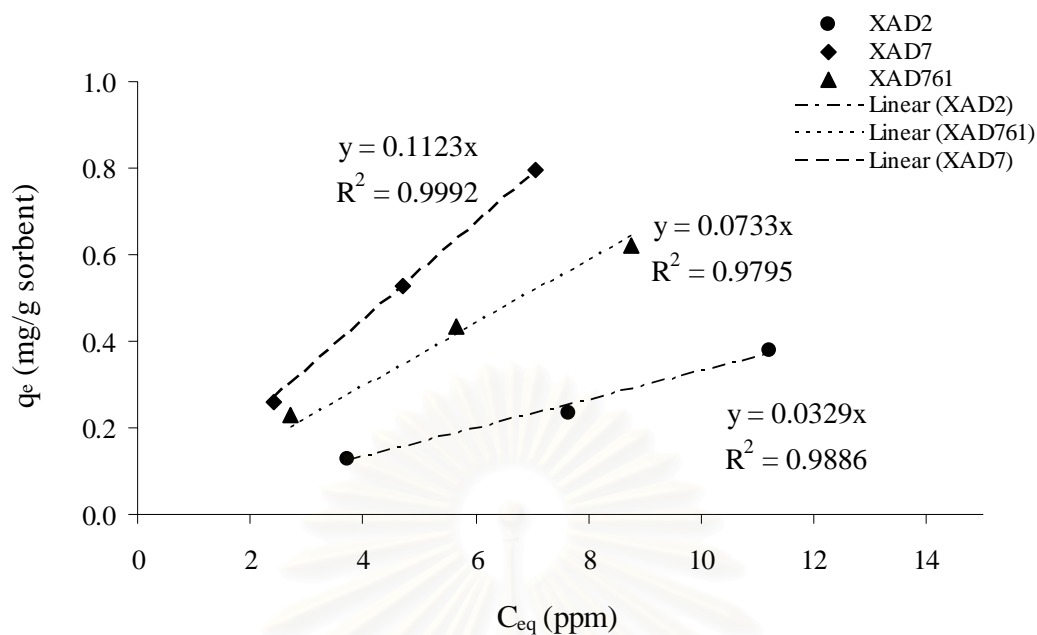 XAD2
XAD7
XAD761
Linear (XAD2)
Linear (XAD761)
Linear (XAD7)
1.0
0.8
0.6
0.4
0.2
0.0
qe (mg/g sorbent)
y = 0.1123x
R² = 0.9992
y = 0.0733x
R² = 0.9795
y = 0.0329x
R² = 0.9886
0 2 4 6 8 10 12 14
Ceq (ppm)